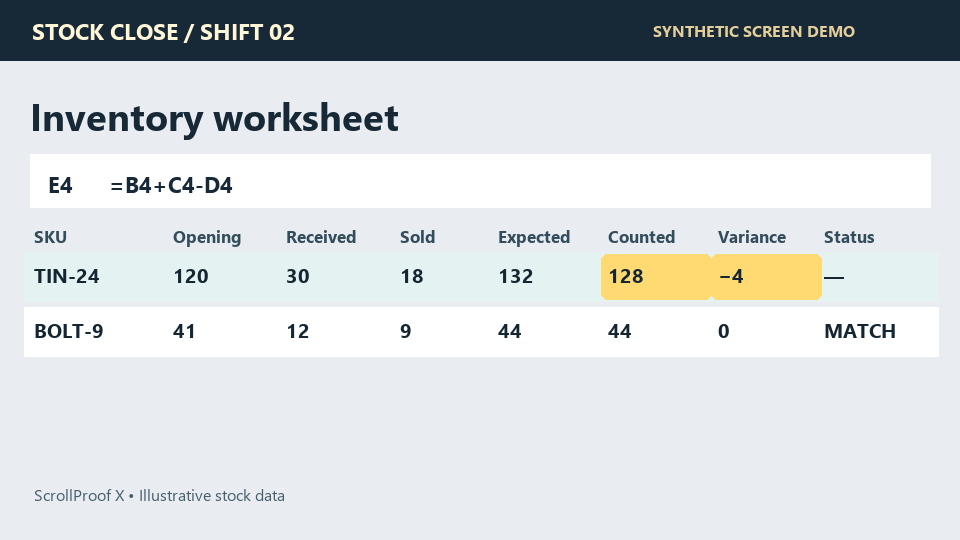 STOCK CLOSE / SHIFT 02 SYNTHETIC SCREEN DEMO
Inventory worksheet
E4 =B4+C4-D4
SKU Opening Received Sold Expected Counted Variance Status
TIN-24 120 30 18 132 128 −4 —
BOLT-9 41 12 9 44 44 0 MATCH
ScrollProof X • Illustrative stock data